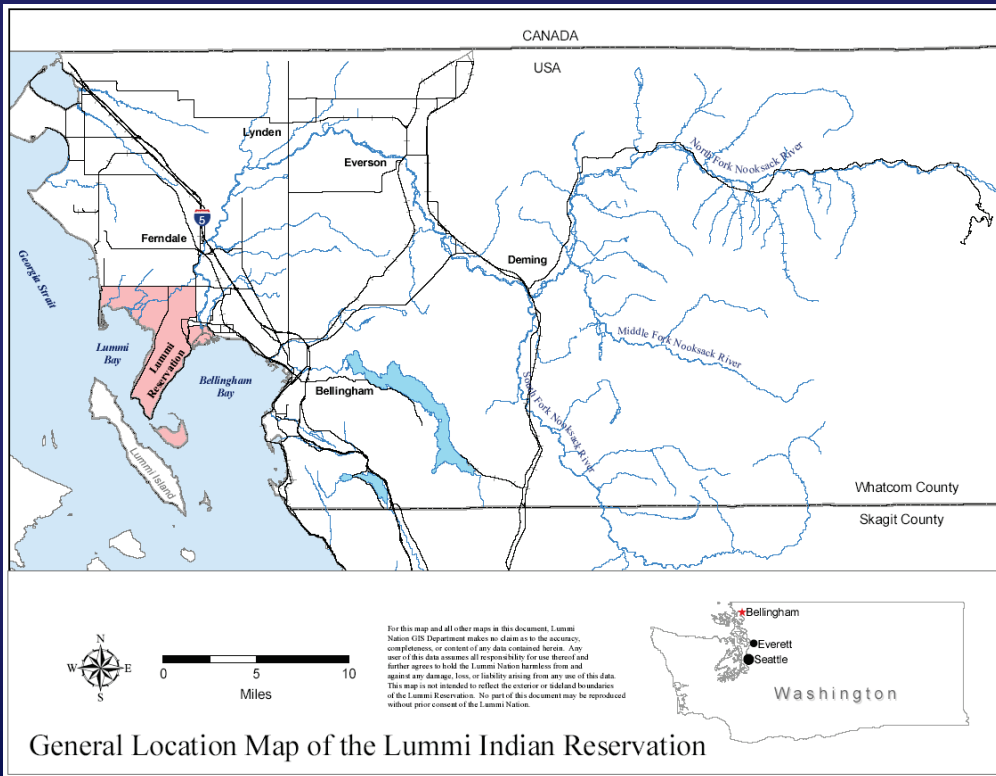 CANADA
USA
Lynden
Everson
North Fork Nooksack River
5
Ferndale
Deming
Georgia Strait
Lummi
Bay
Lummi
Reservation
Middle Fork Nooksack River
Bellingham
Bay
Bellingham
South Fork Nooksack River
Lummi Island
Whatcom County
Skagit County
N
W E
S
0 5 10
Miles
For this map and all other maps in this document, Lummi
Nation GIS Department makes no claim as to the accuracy,
completeness, or content of any data contained herein. Any
user of this data assumes all responsibility for use thereof and
further agrees to hold the Lummi Nation harmless from and
against any damage, loss, or liability arising from any use of this data.
This map is not intended to reflect the exterior or tideland boundaries
of the Lummi Reservation. No part of this document may be reproduced
without prior consent of the Lummi Nation.
Bellingham
Everett
Seattle
Washington
General Location Map of the Lummi Indian Reservation